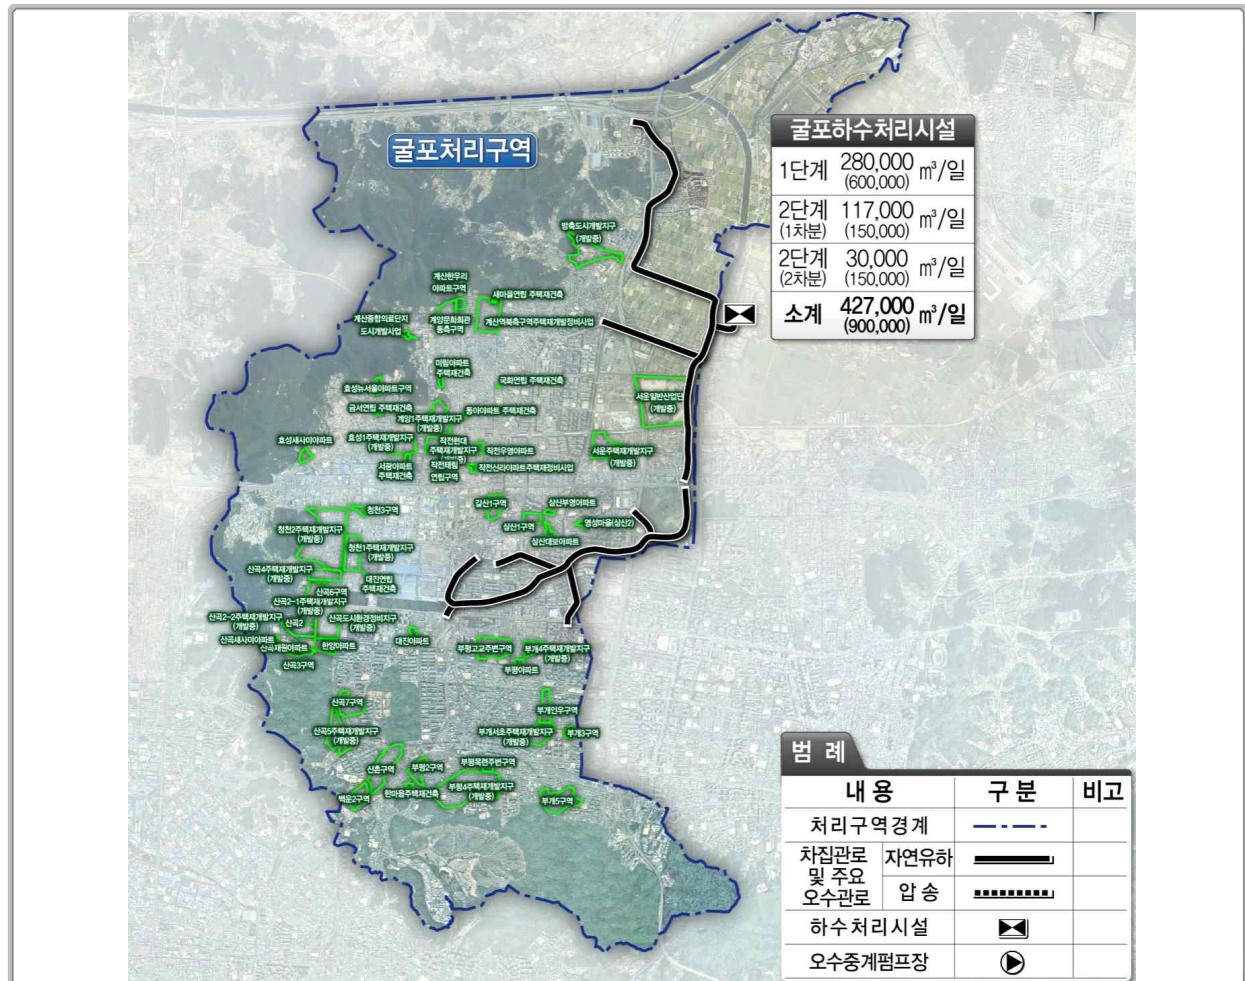 굴포처리구역
굴포하수처리시설
1단계 280,000 ㎥/일
(600,000)
2단계 117,000 ㎥/일
(1차분) (150,000)
2단계 30,000 ㎥/일
(2차분) (150,000)
소계 427,000 ㎥/일
(900,000)
방축도시개발지구
(개발중)
계산한우리
아파트구역
새마을연립 주택재건축
계산종합의료단지
도시개발사업
계양문화회관
동측구역
계산역북측구역주택재개발정비사업
미림아파트
주택재건축
효성뉴서울아파트구역
국화연립 주택재건축
서운일반산업단
(개발중)
금서연립 주택재건축
계양1주택재개발지구
(개발중)
동아아파트 주택재건축
효성새사미아파트
효성1주택재개발지구
(개발중)
작전현대
주택재개발지구
작전우영아파트
서운주택재개발지구
(개발중)
서광아파트
주택재건축
작전태림
연립구역
작전신라아파트주택재정비사업
청천3구역
갈산1구역
삼산부영아파트
청천2주택재개발지구
(개발중)
삼산1구역
영성마을(삼산2)
삼산대보아파트
청천1주택재개발지구
(개발중)
산곡4주택재개발지구
(개발중)
대진연립
주택재건축
산곡6구역
산곡2-1주택재개발지구
(개발중)
산곡2-2주택재개발지구
(개발중)
산곡2
산곡도시환경정비지구
(개발중)
산곡새사미아파트
산곡재원아파트
한양아파트
대진아파트
산곡3구역
부평고교주변구역
부개4주택재개발지구
(개발중)
부평아파트
산곡7구역
부개인우구역
산곡5주택재개발지구
(개발중)
부개서초주택재개발지구
(개발중)
부개3구역
신촌구역
부평2구역
부평목련주변구역
백운2구역
한마음주택재건축
부평4주택재개발지구
(개발중)
부개5구역
범 례
내 용 구 분 비고
처리구역경계
차집관로
및 주요
오수관로
자연유하
압 송
하수처리시설
오수중계펌프장